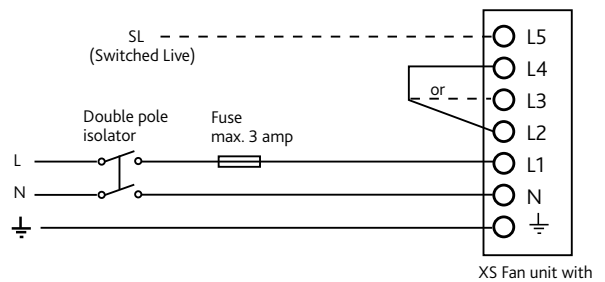 SL
(Switched Live)
L5
L4
or
L3
L2
Double pole
isolator
Fuse
max. 3 amp
L
L1
N
N
XS Fan unit with